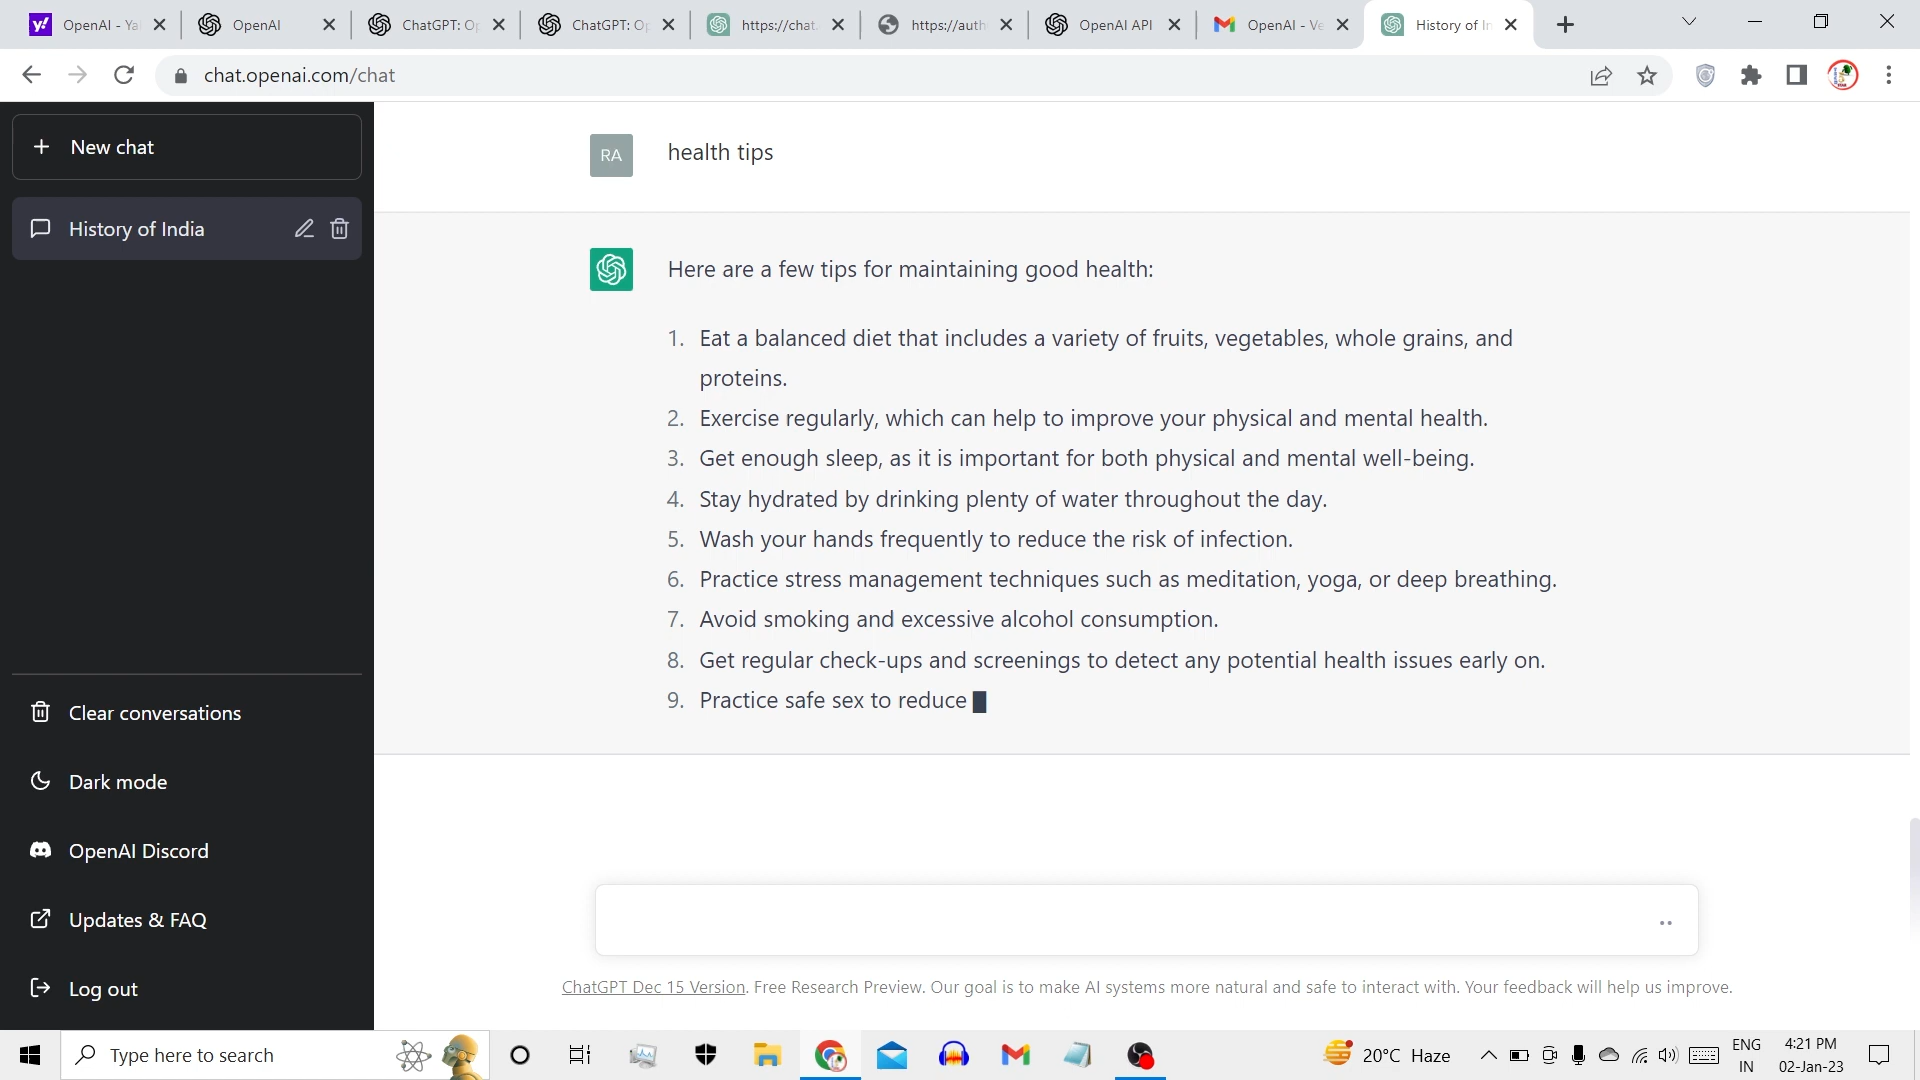 OpenAI - Ya
OpenAI
ChatGPT: Op
ChatGPT: Op
https://chat.
https://auth
OpenAI API
OpenAI - Ve
History of In
chat.openai.com/chat
New chat
History of India
Clear conversations
Dark mode
OpenAI Discord
Updates & FAQ
Log out
RA
health tips
Here are a few tips for maintaining good health:
1. Eat a balanced diet that includes a variety of fruits, vegetables, whole grains, and
proteins.
2. Exercise regularly, which can help to improve your physical and mental health.
3. Get enough sleep, as it is important for both physical and mental well-being.
4. Stay hydrated by drinking plenty of water throughout the day.
5. Wash your hands frequently to reduce the risk of infection.
6. Practice stress management techniques such as meditation, yoga, or deep breathing.
7. Avoid smoking and excessive alcohol consumption.
8. Get regular check-ups and screenings to detect any potential health issues early on.
9. Practice safe sex to reduce
ChatGPT Dec 15 Version. Free Research Preview. Our goal is to make AI systems more natural and safe to interact with. Your feedback will help us improve.
Type here to search
20°C Haze
ENG
IN
4:21 PM
02-Jan-23